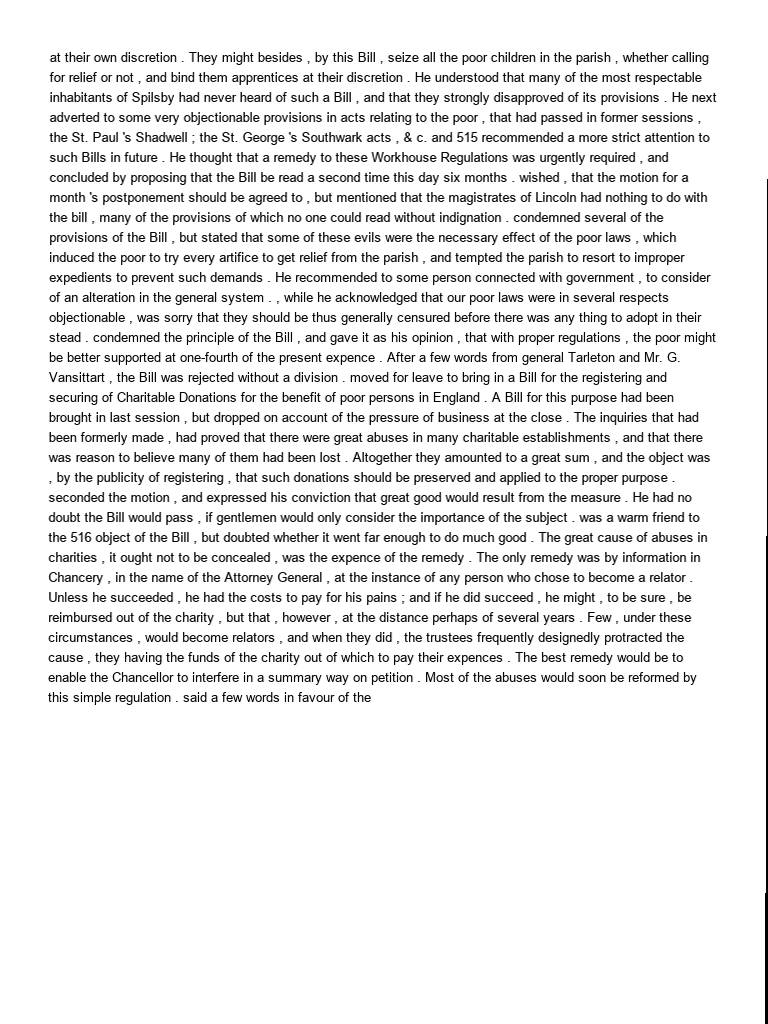 at their own discretion . They might besides , by this Bill , seize all the poor children in the parish , whether calling
for relief or not , and bind them apprentices at their discretion . He understood that many of the most respectable
inhabitants of Spilsby had never heard of such a Bill , and that they strongly disapproved of its provisions . He next
adverted to some very objectionable provisions in acts relating to the poor , that had passed in former sessions ,
the St. Paul 's Shadwell ; the St. George 's Southwark acts , & c. and 515 recommended a more strict attention to
such Bills in future . He thought that a remedy to these Workhouse Regulations was urgently required , and
concluded by proposing that the Bill be read a second time this day six months . wished , that the motion for a
month 's postponement should be agreed to , but mentioned that the magistrates of Lincoln had nothing to do with
the bill , many of the provisions of which no one could read without indignation . condemned several of the
provisions of the Bill , but stated that some of these evils were the necessary effect of the poor laws , which
induced the poor to try every artifice to get relief from the parish , and tempted the parish to resort to improper
expedients to prevent such demands . He recommended to some person connected with government , to consider
of an alteration in the general system . , while he acknowledged that our poor laws were in several respects
objectionable , was sorry that they should be thus generally censured before there was any thing to adopt in their
stead . condemned the principle of the Bill , and gave it as his opinion , that with proper regulations , the poor might
be better supported at one-fourth of the present expence . After a few words from general Tarleton and Mr. G.
Vansittart , the Bill was rejected without a division . moved for leave to bring in a Bill for the registering and
securing of Charitable Donations for the benefit of poor persons in England . A Bill for this purpose had been
brought in last session , but dropped on account of the pressure of business at the close . The inquiries that had
been formerly made , had proved that there were great abuses in many charitable establishments , and that there
was reason to believe many of them had been lost . Altogether they amounted to a great sum , and the object was
, by the publicity of registering , that such donations should be preserved and applied to the proper purpose .
seconded the motion , and expressed his conviction that great good would result from the measure . He had no
doubt the Bill would pass , if gentlemen would only consider the importance of the subject . was a warm friend to
the 516 object of the Bill , but doubted whether it went far enough to do much good . The great cause of abuses in
charities , it ought not to be concealed , was the expence of the remedy . The only remedy was by information in
Chancery , in the name of the Attorney General , at the instance of any person who chose to become a relator .
Unless he succeeded , he had the costs to pay for his pains ; and if he did succeed , he might , to be sure , be
reimbursed out of the charity , but that , however , at the distance perhaps of several years . Few , under these
circumstances , would become relators , and when they did , the trustees frequently designedly protracted the
cause , they having the funds of the charity out of which to pay their expences . The best remedy would be to
enable the Chancellor to interfere in a summary way on petition . Most of the abuses would soon be reformed by
this simple regulation . said a few words in favour of the